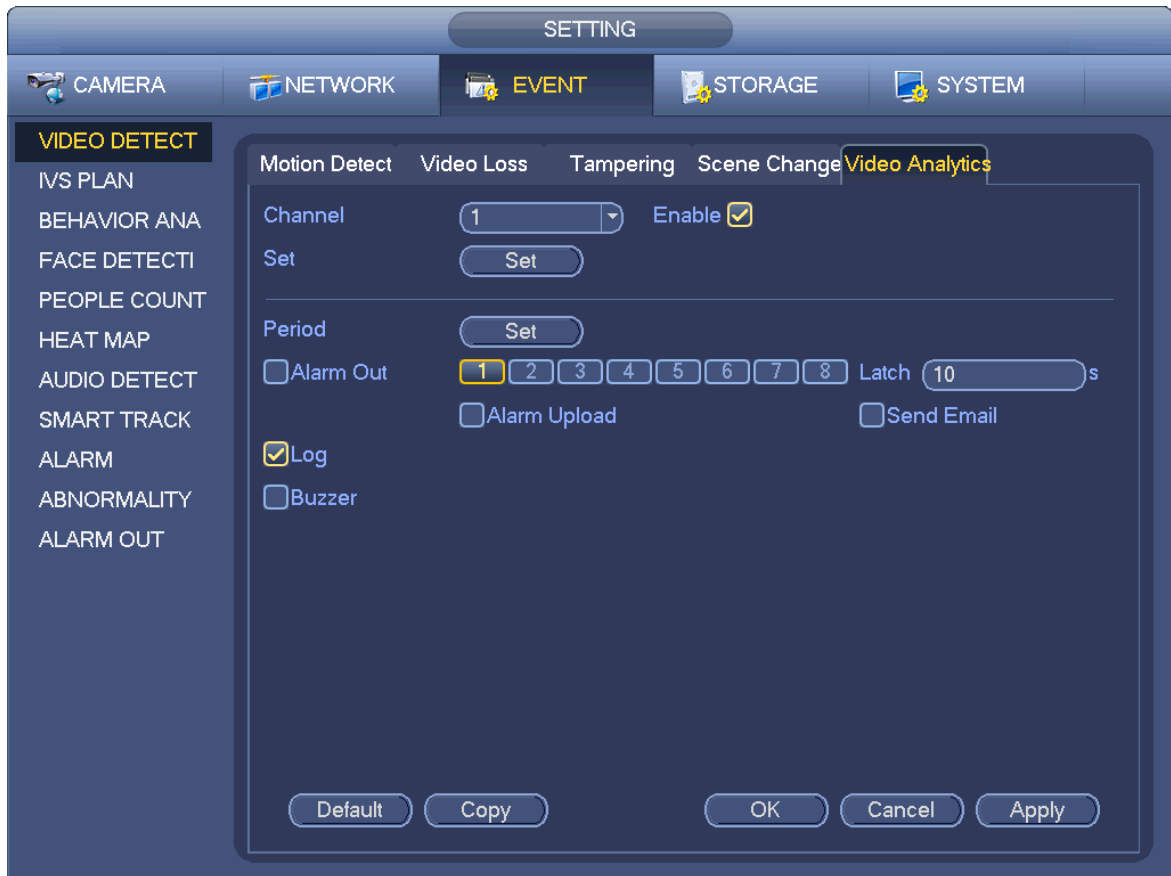 SETTING
CAMERA NETWORK EVENT STORAGE SYSTEM
VIDEO DETECT
IVS PLAN
BEHAVIOR ANA
FACE DETECTI
PEOPLE COUNT
HEAT MAP
AUDIO DETECT
SMART TRACK
ALARM
ABNORMALITY
ALARM OUT
Motion Detect Video Loss Tampering Scene Change Video Analytics
Channel 1 Enable
Set Set
Period Set
Alarm Out 1 2 3 4 5 6 7 8 Latch 10 s
Alarm Upload Send Email
Log
Buzzer
Default Copy OK Cancel Apply